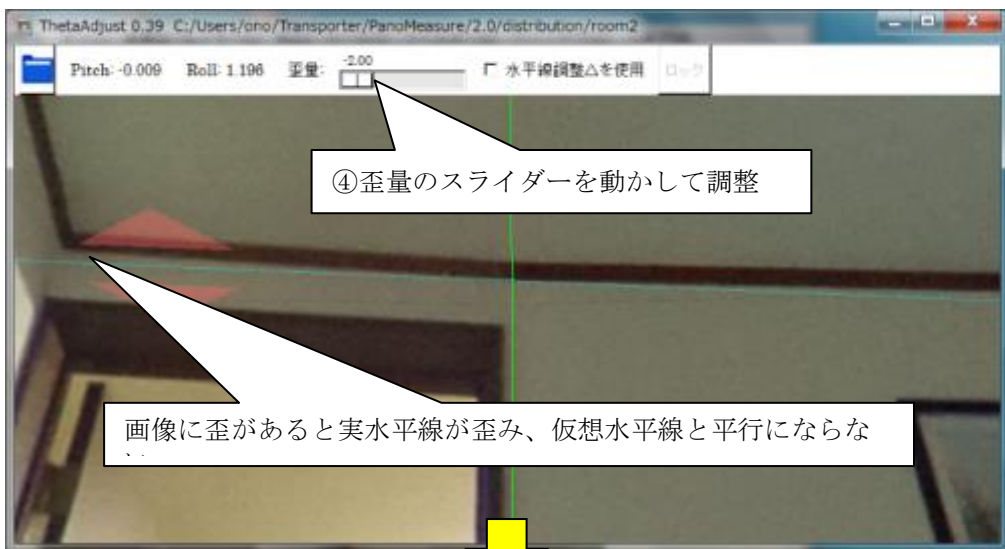 ThetaAdjust 0.39 C:/Users/ono/Transporter/PanoMeasure/2.0/distribution/room2
Pitch: -0.009 Roll: 1.196 歪量: -2.00 水平線調整△を使用 ロック
④歪量のスライダーを動かして調整
画像に歪があると実水平線が歪み、仮想水平線と平行にならな